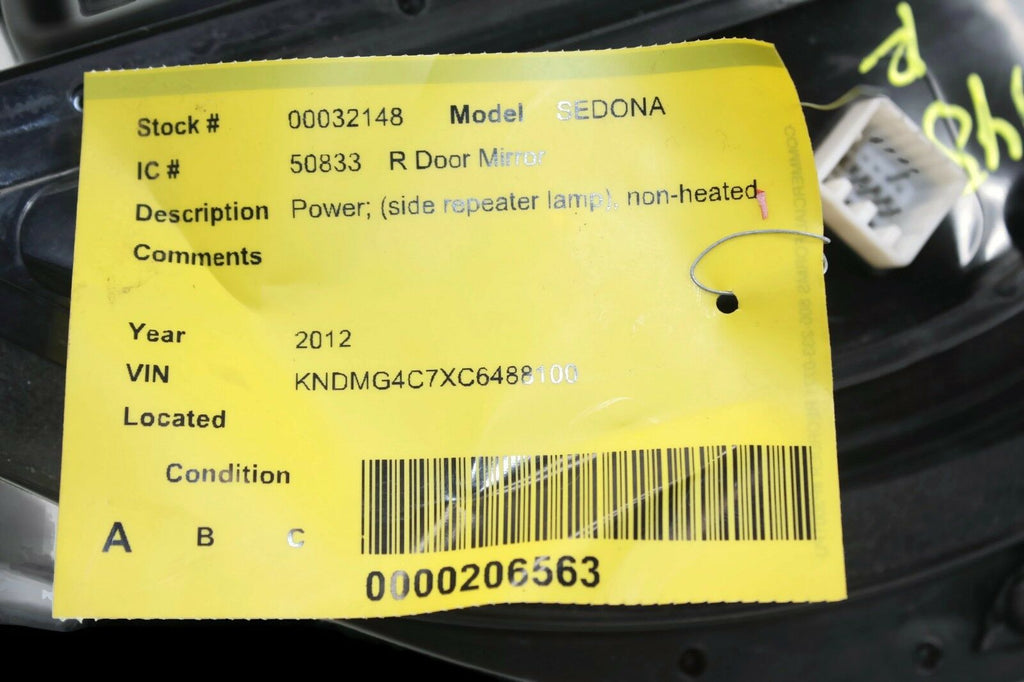 Stock # 00032148 Model SEDONA
IC # 50833 R Door Mirror
Description Power; (side repeater lamp), non-heated
Comments
Year 2012
VIN KNDMG4C7XC6488100
Located
Condition
A B C
0000206563
R